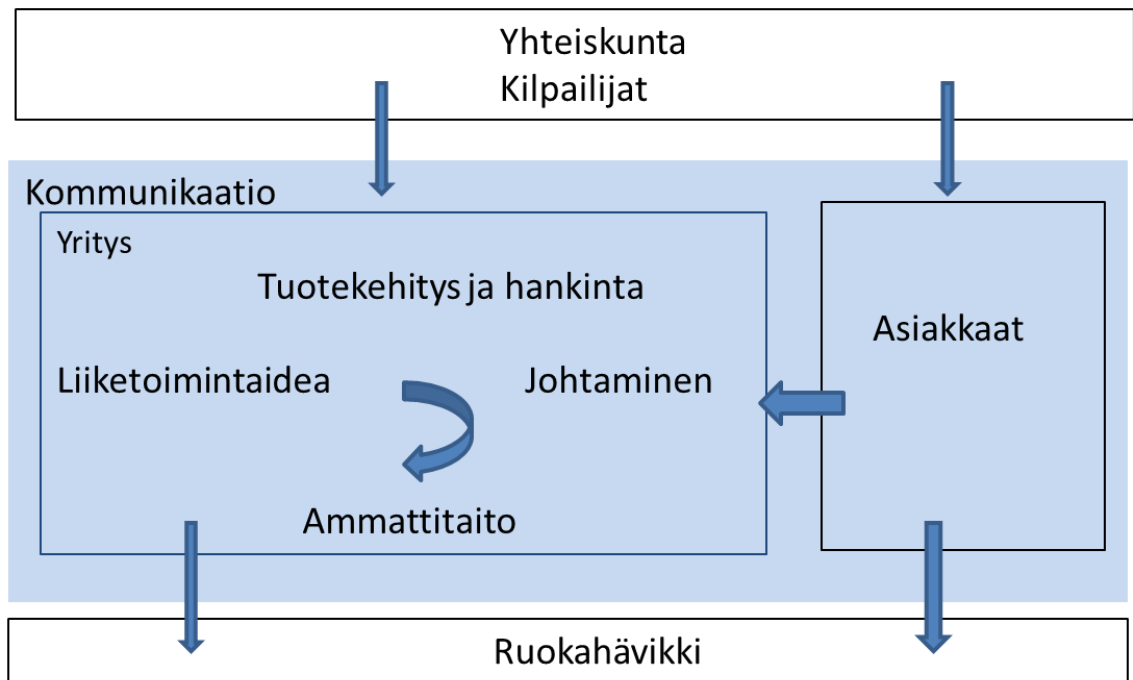 Yhteiskunta
Kilpailijat
Kommunikaatio
Yritys
Tuotekehitys ja hankinta
Asiakkaat
Liiketoimintaidea
Johtaminen
Ammattitaito
Ruokahävikki